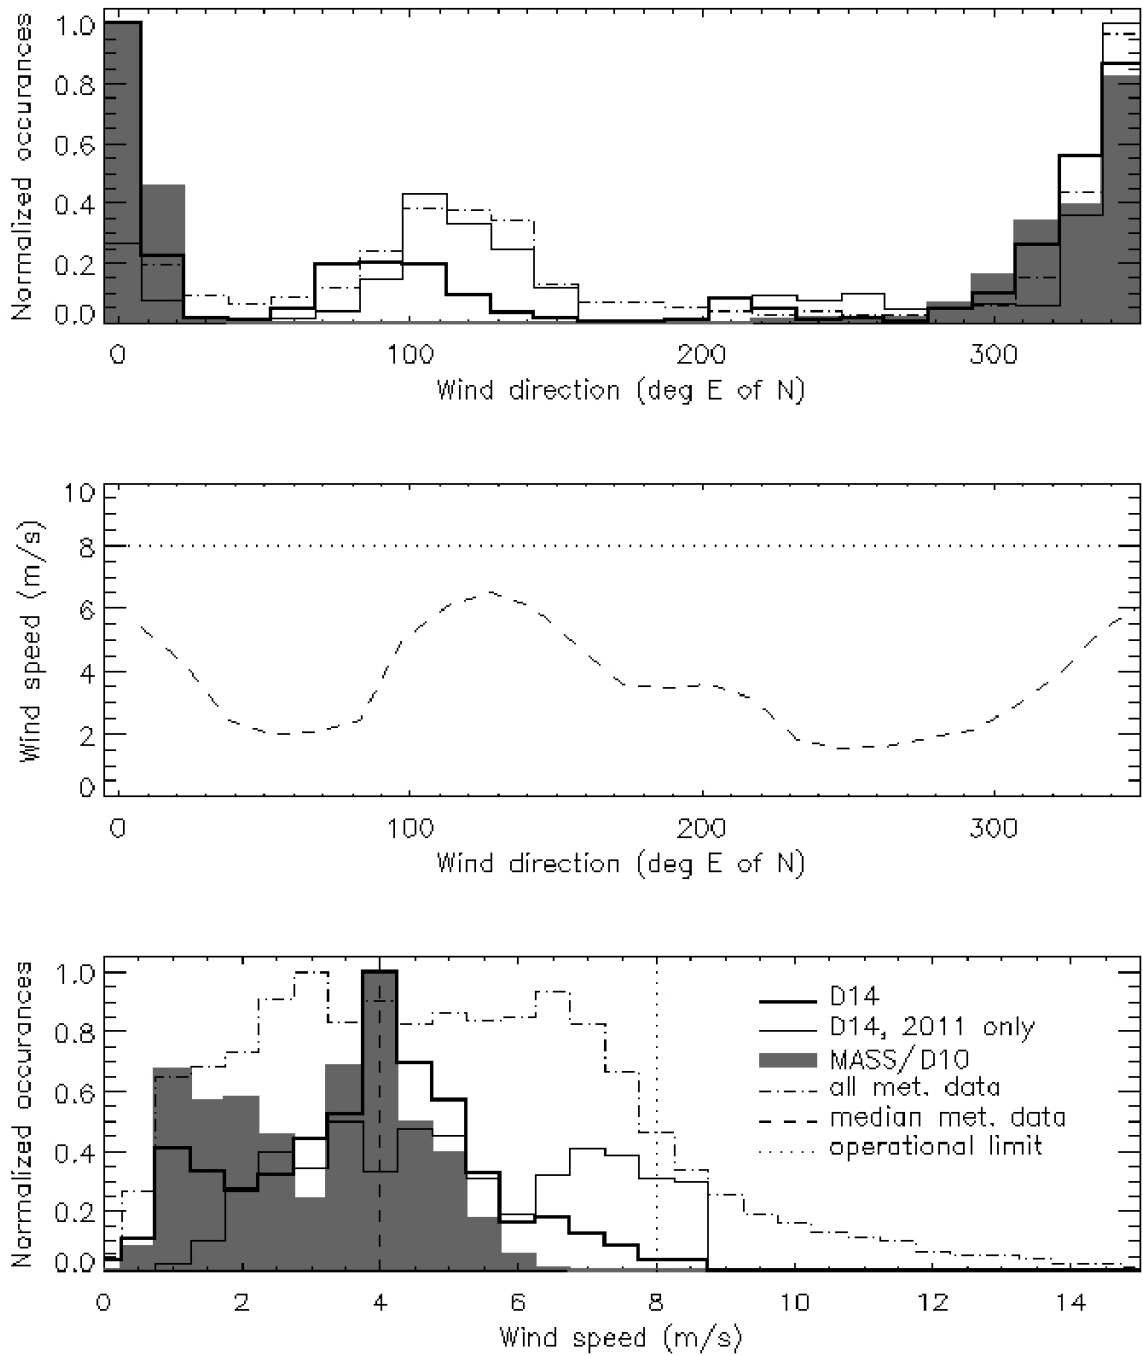 Normalized occurances
1.0
0.8
0.6
0.4
0.2
0.0
0 100 200 300
Wind direction (deg E of N)
Wind speed (m/s)
10
8
6
4
2
0
0 100 200 300
Wind direction (deg E of N)
Normalized occurances
1.0
0.8
0.6
0.4
0.2
0.0
D14
D14, 2011 only
MASS/D10
all met. data
median met. data
operational limit
0 2 4 6 8 10 12 14
Wind speed (m/s)